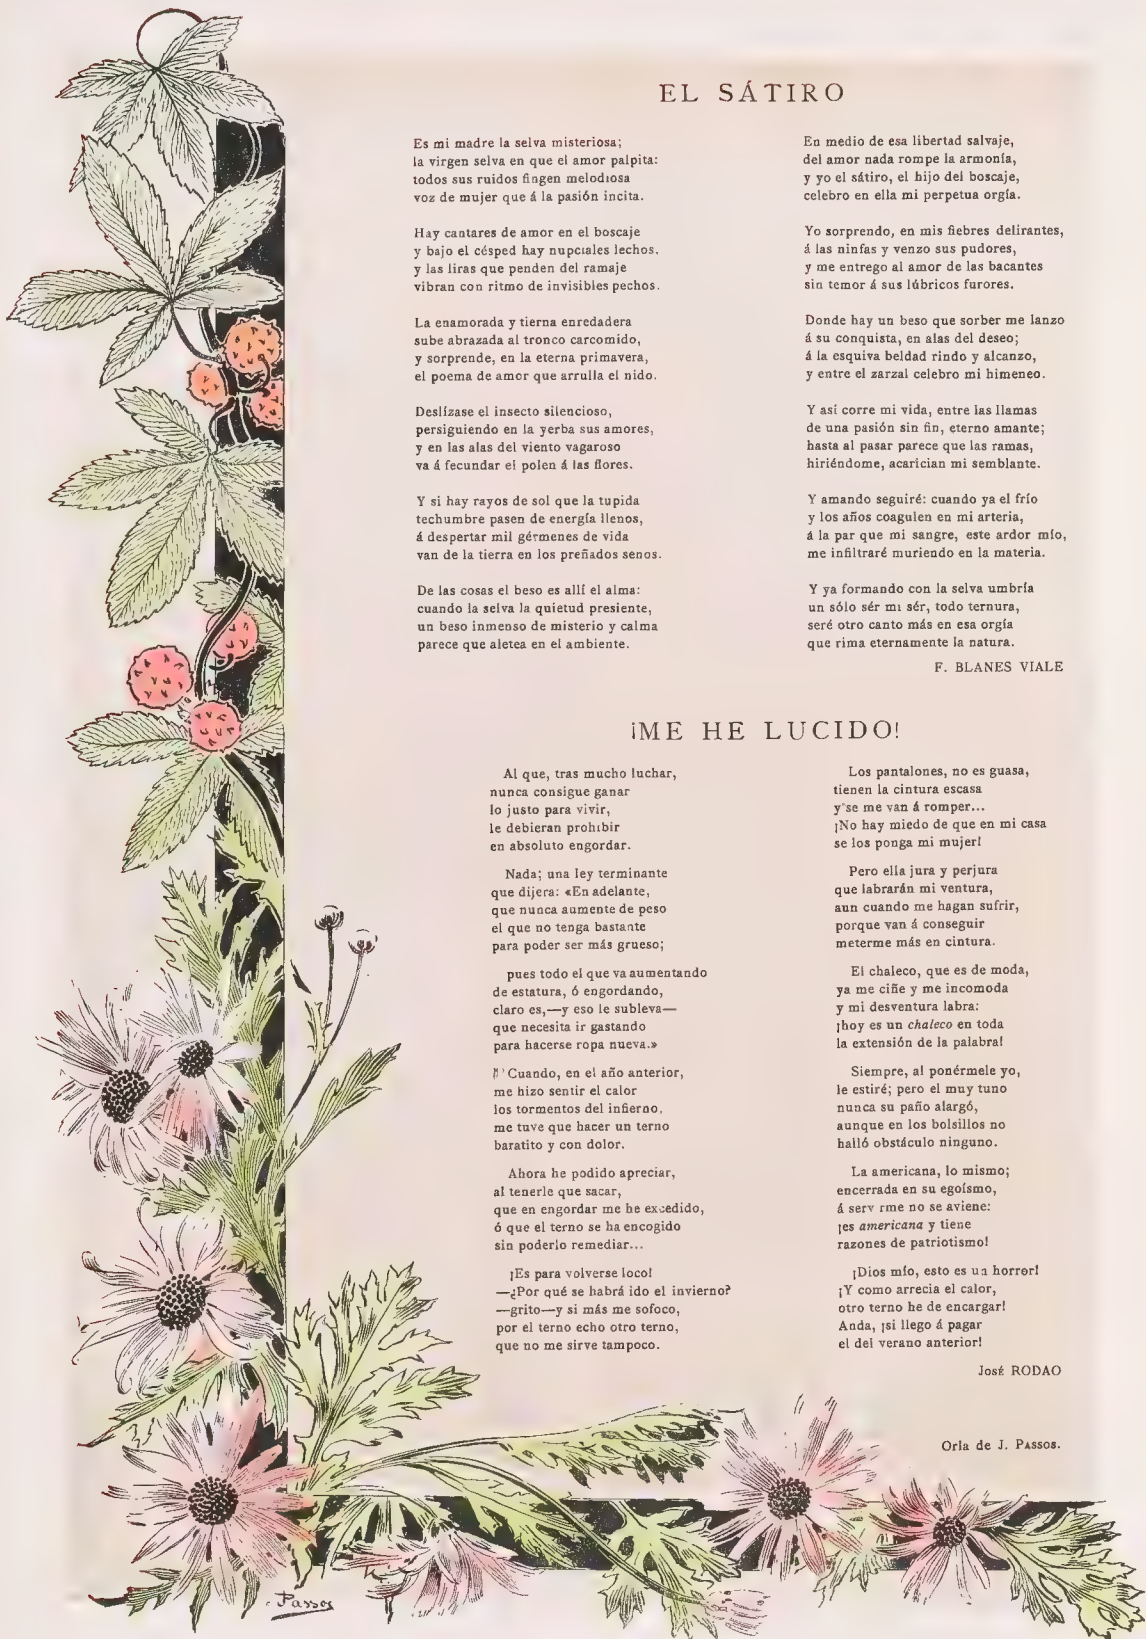 EL SÁTIRO
Es mi madre la selva misteriosa;
la virgen selva en que el amor palpita:
todos sus ruidos fingen melodiosa
voz de mujer que á la pasión incita.
Hay cantares de amor en el boscaje
y bajo el césped hay nupciales lechos.
y las liras que penden del ramaje
vibran con ritmo de invisibles pechos.
La enamorada y tierna enredadera
sube abrazada al tronco carcomido,
y sorprende, en la eterna primavera,
el poema de amor que arrulla el nido.
Deslízase el insecto silencioso,
persiguiendo en la yerba sus amores,
y en las alas del viento vagaroso
va á fecundar el polen á las flores.
Y si hay rayos de sol que la tupida
techumbre pasen de energía llenos,
á despertar mil gérmenes de vida
van de la tierra en los preñados senos.
De las cosas el beso es allí el alma:
cuando la selva la quietud presiente,
un beso inmenso de misterio y calma
parece que aletea en el ambiente.
En medio de esa libertad salvaje,
del amor nada rompe la armonía,
y yo el sátiro, el hijo del boscaje,
celebro en ella mi perpetua orgía.
Yo sorprendo, en mis fiebres delirantes,
á las ninfas y venzo sus pudores,
y me entrego al amor de las bacantes
sin temor á sus lúbricos furores.
Donde hay un beso que sorber me lanzo
á su conquista, en alas del deseo;
á la esquiva beldad rindo y alcanzo,
y entre el zarzal celebro mi himeneo.
Y así corre mi vida, entre las llamas
de una pasión sin fin, eterno amante;
hasta al pasar parece que las ramas,
hiriéndome, acarician mi semblante.
Y amando seguiré: cuando ya el frío
y los años coagulen en mi arteria,
á la par que mi sangre, este ardor mío,
me infiltraré muriendo en la materia.
Y ya formando con la selva umbría
un sólo sér mi sér, todo ternura,
seré otro canto más en esa orgía
que rima eternamente la natura.
F. BLANES VIALE
¡ME HE LUCIDO!
Al que, tras mucho luchar,
nunca consigue ganar
lo justo para vivir,
le debieran prohibir
en absoluto engordar.
Nada; una ley terminante
que dijera: «En adelante,
que nunca aumente de peso
el que no tenga bastante
para poder ser más grueso;
pues todo el que va aumentando
de estatura, ó engordando,
claro es,—y eso le subleva—
que necesita ir gastando
para hacerse ropa nueva.»
Cuando, en el año anterior,
me hizo sentir el calor
los tormentos del infierno,
me tuve que hacer un terno
baratito y con dolor.
Ahora he podido apreciar,
al tenerle que sacar,
que en engordar me he excedido,
ó que el terno se ha encogido
sin poderlo remediar...
¡Es para volverse loco!
—¿Por qué se habrá ido el invierno?
—grito—y si más me sofoco,
por el terno echo otro terno,
que no me sirve tampoco.
Los pantalones, no es guasa,
tienen la cintura escasa
y se me van á romper...
¡No hay miedo de que en mi casa
se los ponga mi mujer!
Pero ella jura y perjura
que labrarán mi ventura,
aun cuando me hagan sufrir,
porque van á conseguir
meterme más en cintura.
El chaleco, que es de moda,
ya me ciñe y me incomoda
y mi desventura labra:
¡hoy es un chaleco en toda
la extensión de la palabra!
Siempre, al ponérmele yo,
le estiré; pero el muy tuno
nunca su paño alargó,
aunque en los bolsillos no
halló obstáculo ninguno.
La americana, lo mismo;
encerrada en su egoísmo,
á serv rme no se aviene:
¡es americana y tiene
razones de patriotismo!
¡Dios mío, esto es un horror!
¡Y como arrecia el calor,
otro terno he de encargar!
Anda, ¡si llego á pagar
el del verano anterior!
José RODAO
Orla de J. PASSOS.
Passos